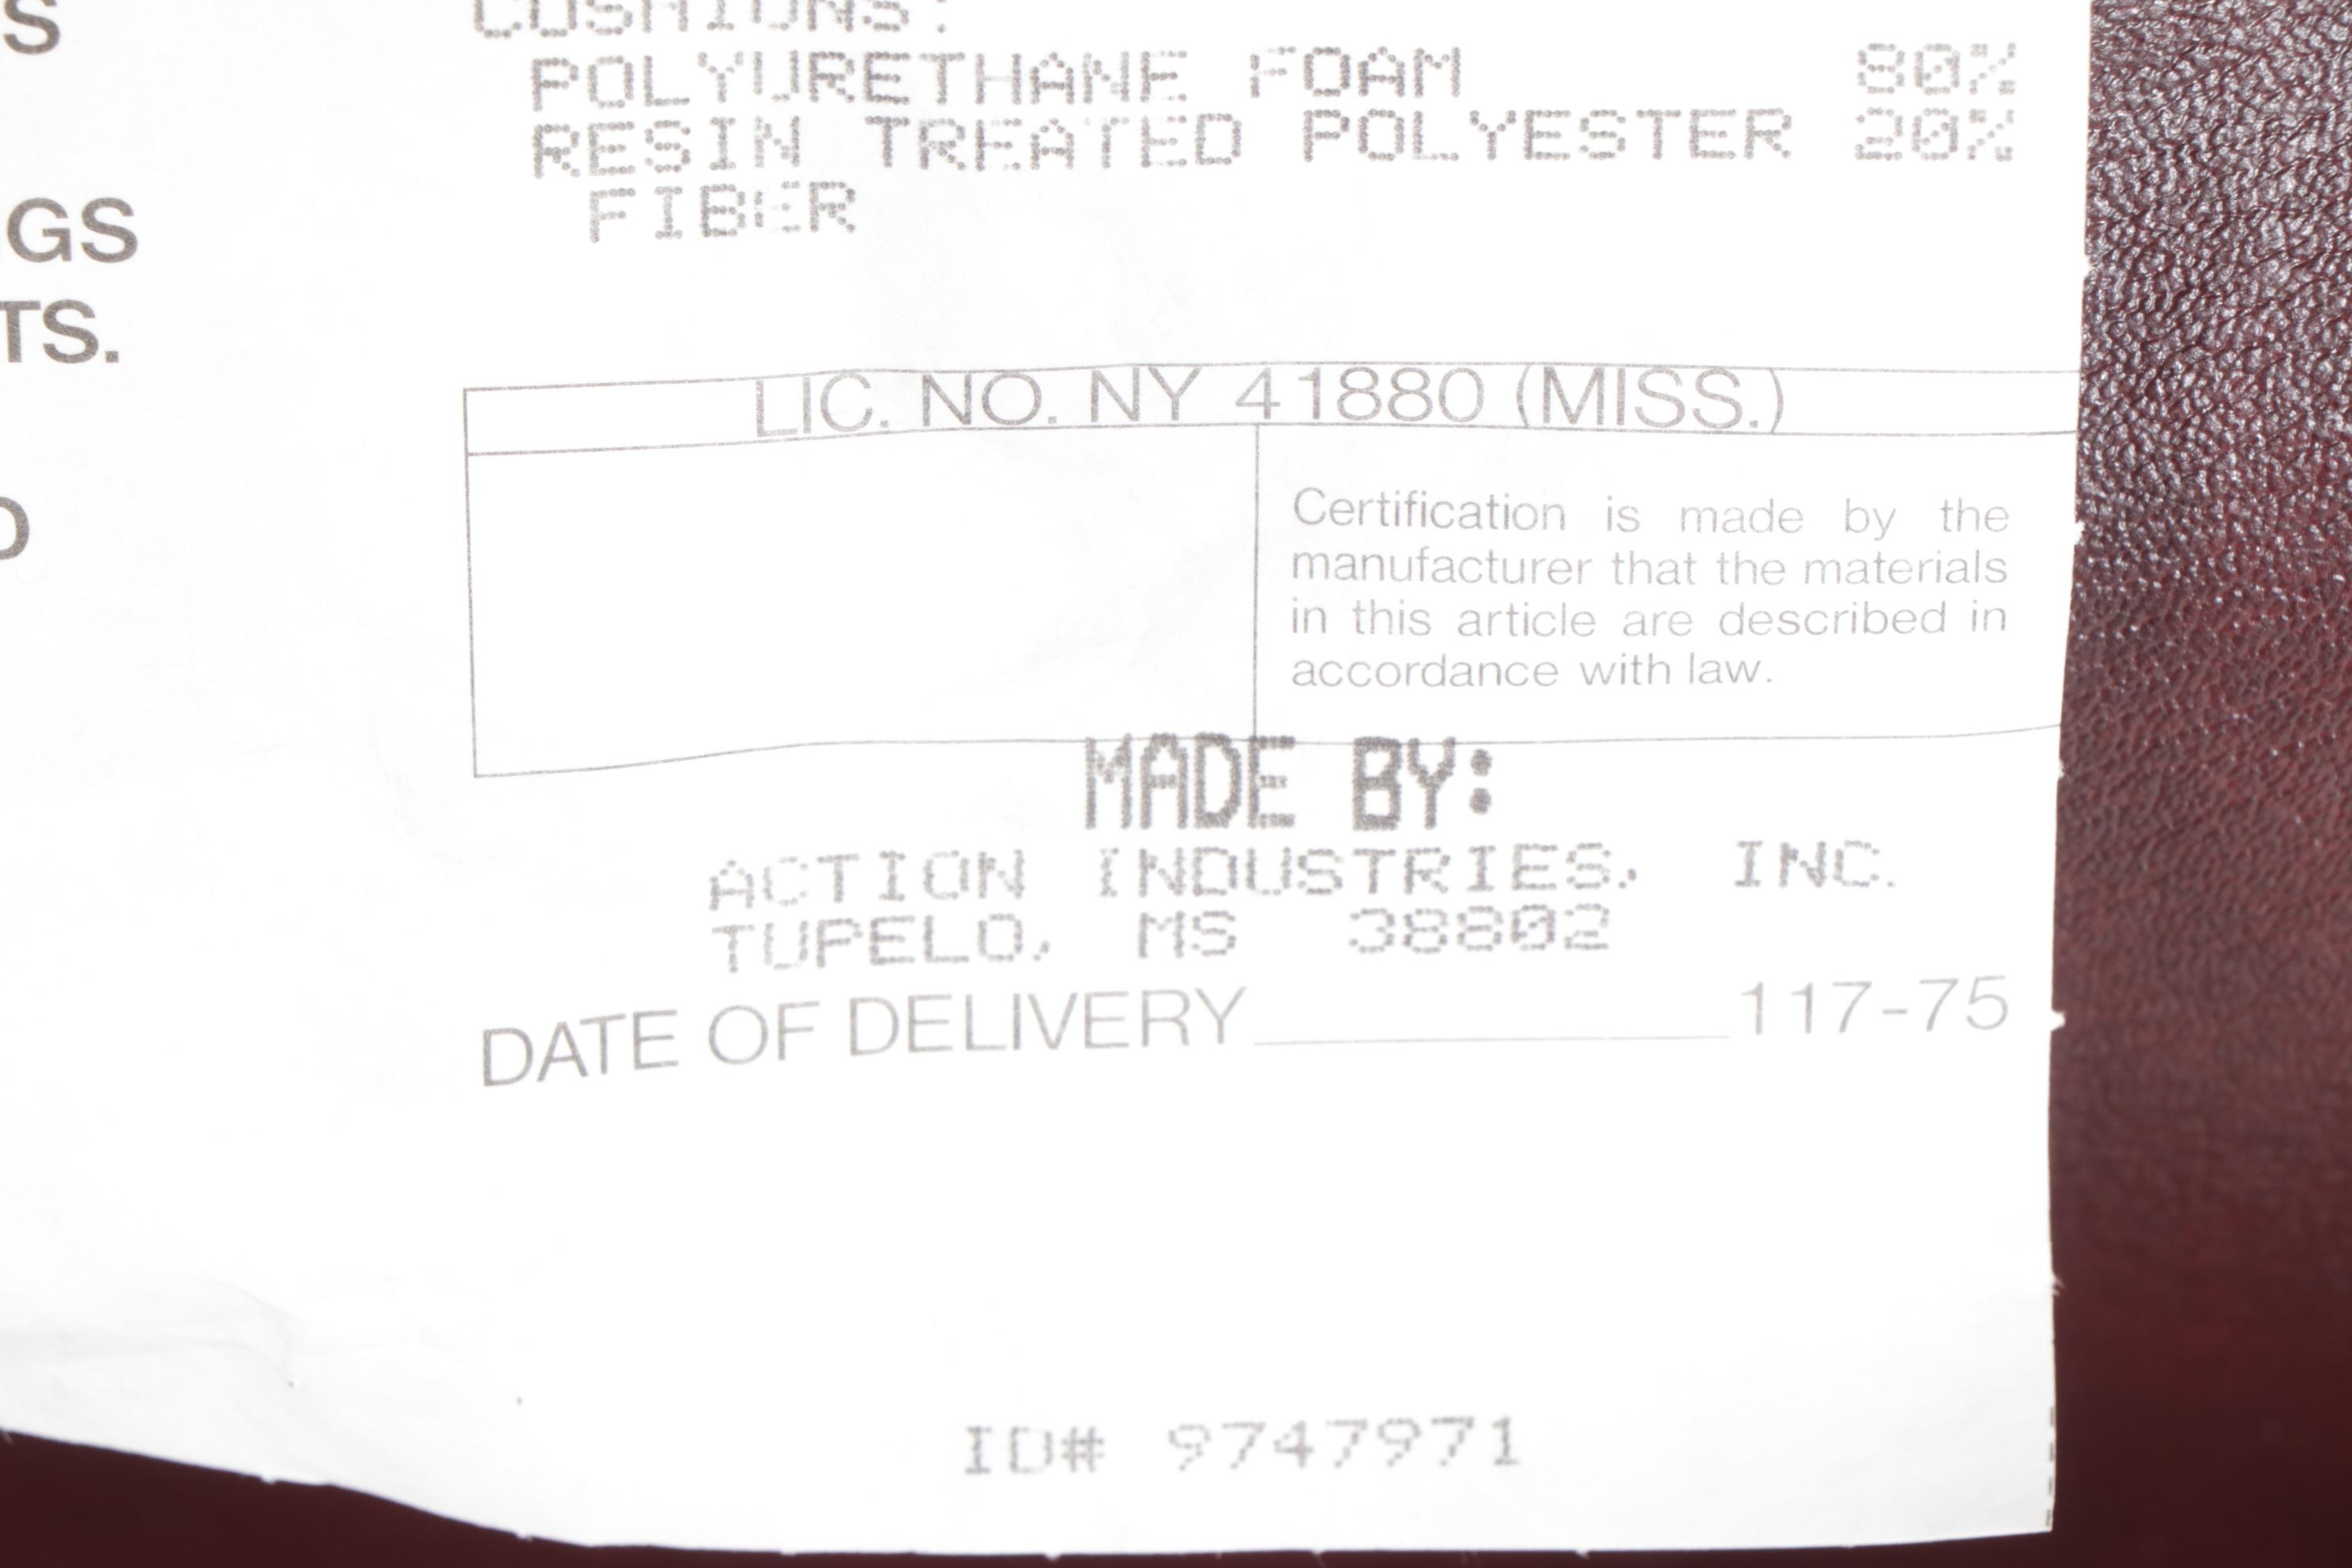 S
GS
TS.
D
CUSHIONS:
POLYURETHANE FOAM 80%
RESIN TREATED POLYESTER 20%
FIBER
LIC. NO. NY 41880 (MISS.)
Certification is made by the
manufacturer that the materials
in this article are described in
accordance with law.
MADE BY:
ACTION INDUSTRIES, INC.
TUPELO, MS 38802
DATE OF DELIVERY 117-75
ID# 9747971